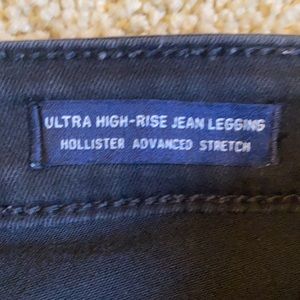 ULTRA HIGH-RISE JEAN LEGGING
HOLLISTER ADVANCED STRETCH